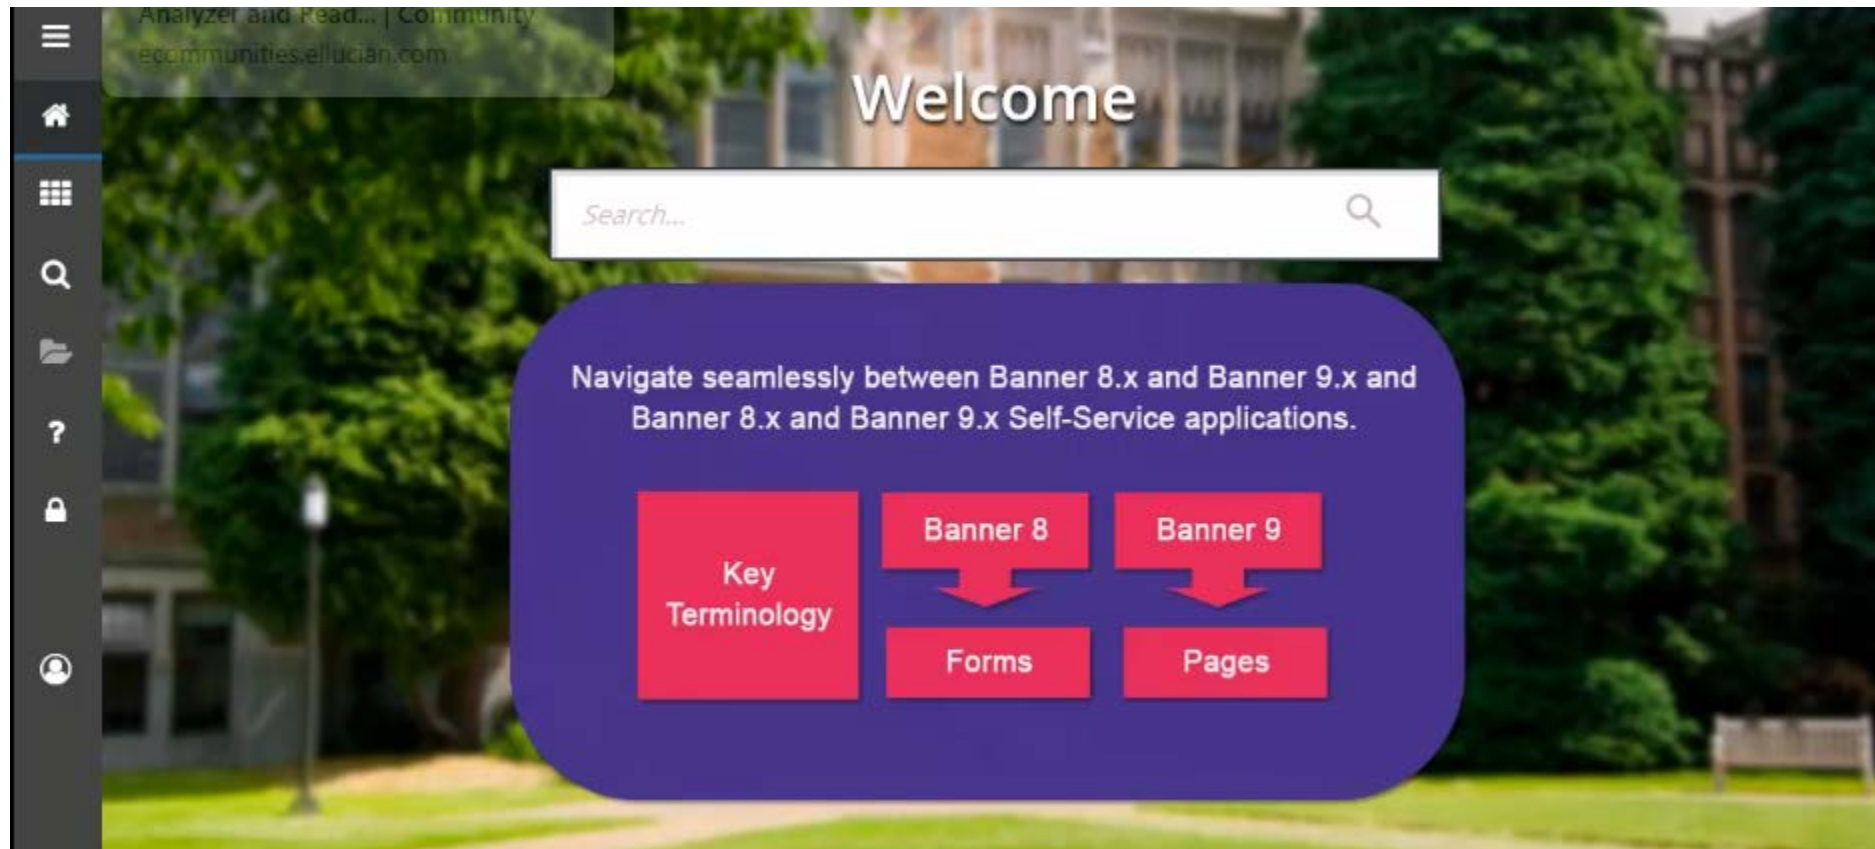 Analyzer and Read... | Community
ecommunities.ellucian.com
Welcome
Search...
Navigate seamlessly between Banner 8.x and Banner 9.x and
Banner 8.x and Banner 9.x Self-Service applications.
Key
Terminology
Banner 8
Banner 9
Forms
Pages
?